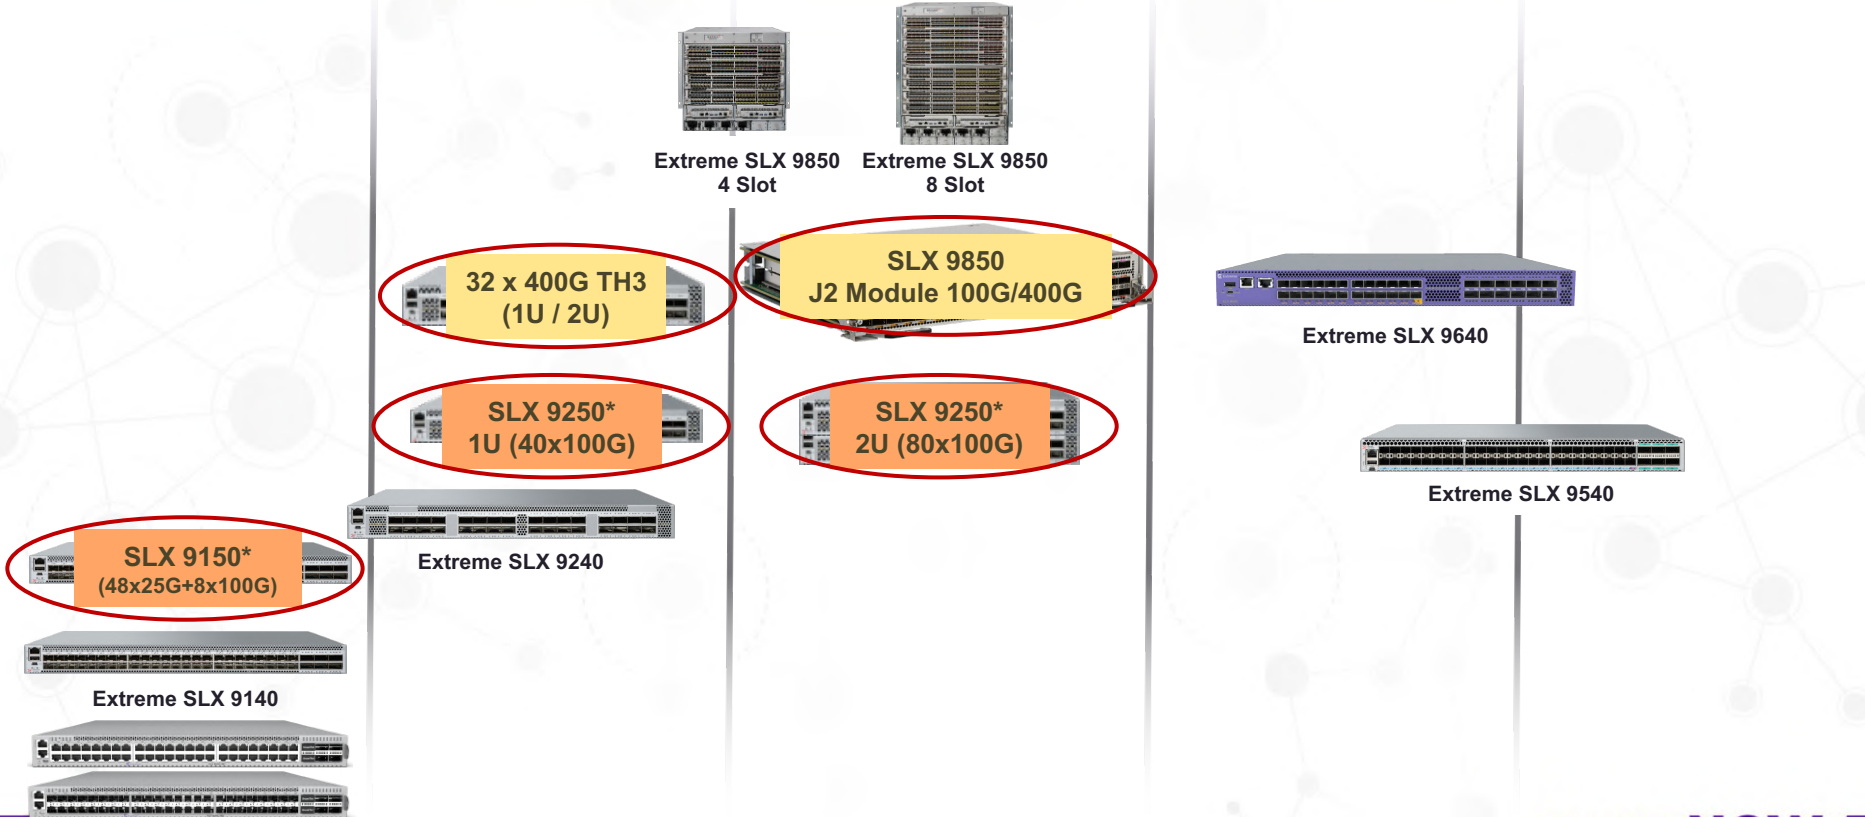 Extreme SLX 9850
4 Slot
Extreme SLX 9850
8 Slot
32 x 400G TH3
(1U / 2U)
SLX 9850
J2 Module 100G/400G
Extreme SLX 9640
SLX 9250*
1U (40x100G)
SLX 9250*
2U (80x100G)
Extreme SLX 9540
Extreme SLX 9240
SLX 9150*
(48x25G+8x100G)
Extreme SLX 9140